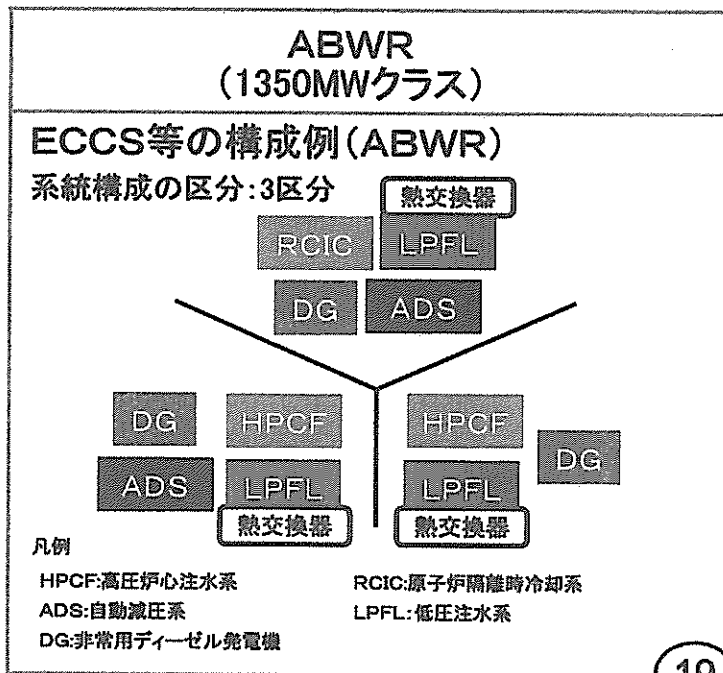 ABWR
(1350MWクラス)
ECCS等の構成例(ABWR)
系統構成の区分:3区分
熱交換器
RCIC LPFL
DG ADS
DG HPCF HPCF
DG
ADS LPFL LPFL
熱交換器 熱交換器
凡例
HPCF:高圧炉心注水系 RCIC:原子炉隔離時冷却系
ADS:自動減圧系 LPFL:低圧注水系
DG:非常用ディーゼル発電機